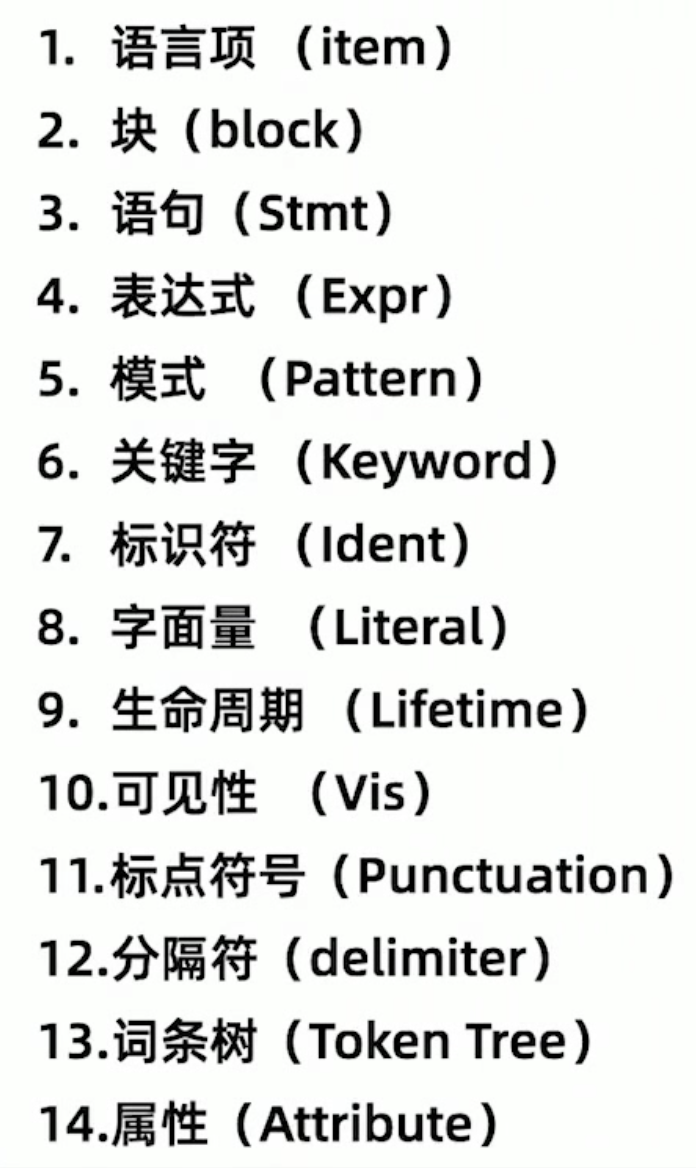 1. 语言项 （item）
2. 块（block）
3. 语句（Stmt）
4. 表达式 （Expr）
5. 模式 （Pattern）
6. 关键字 （Keyword）
7. 标识符 （Ident）
8. 字面量 （Literal）
9. 生命周期 （Lifetime）
10.可见性 （Vis）
11.标点符号（Punctuation）
12.分隔符（delimiter）
13.词条树（Token Tree）
14.属性（Attribute）